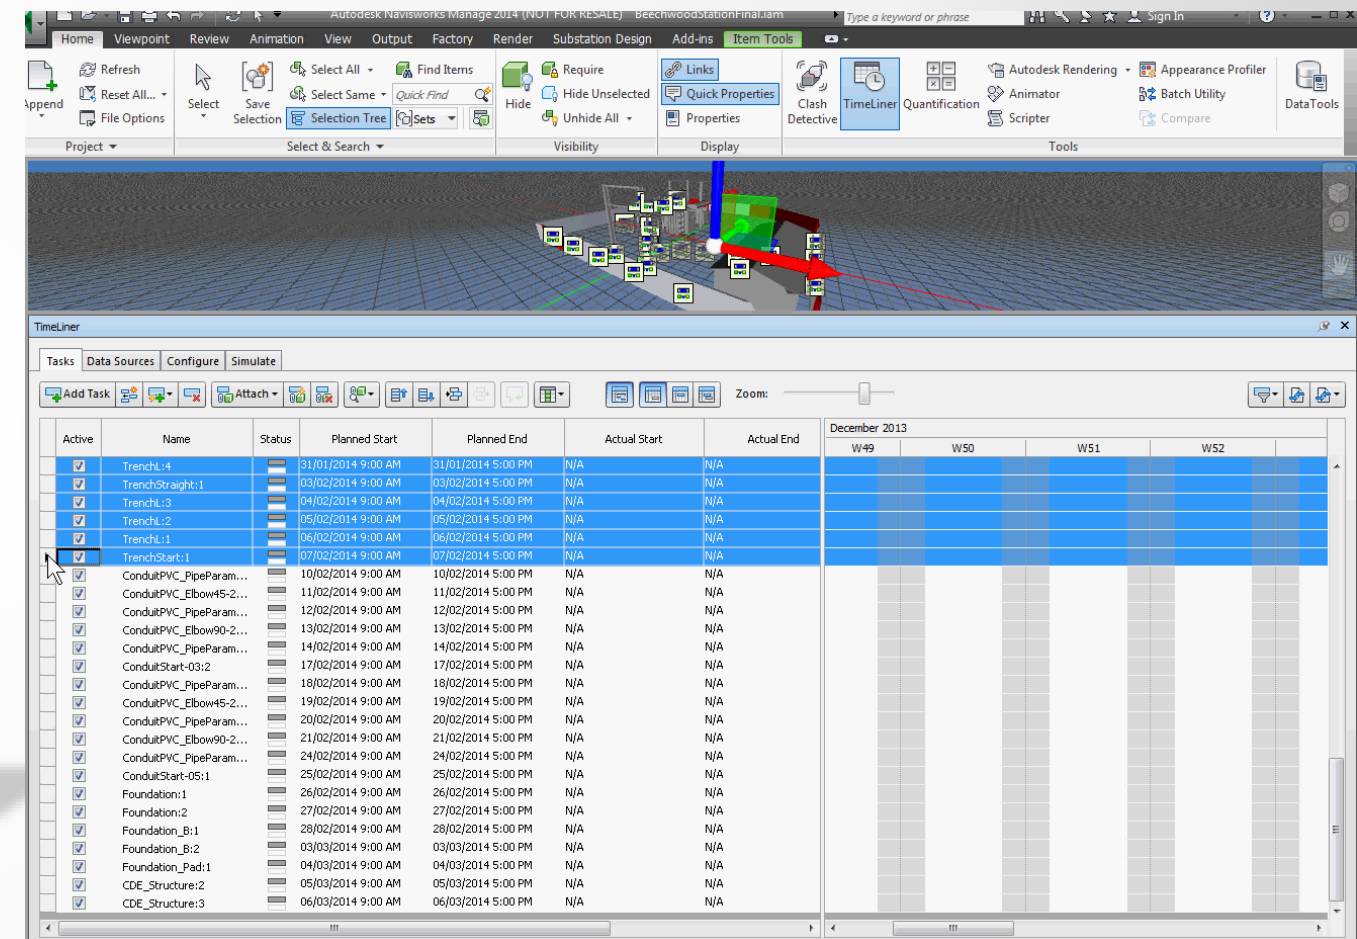 Autodesk Navisworks Manage 2014 (NOT FOR RESALE) BeechwoodStationFinal.iam Type a keyword or phrase Sign In
Home Viewpoint Review Animation View Output Factory Render Substation Design Add-ins Item Tools
Refresh Select All Find Items Require Links Autodesk Rendering Appearance Profiler
Reset All... Select Same Quick Find Hide Unselected Quick Properties Animator Batch Utility
Append Select Save Selection Hide Clash Detective TimeLiner Quantification DataTools
File Options Selection Tree Sets Unhide All Properties Scripter Compare
Project Select & Search Visibility Display Tools
TimeLiner
Tasks Data Sources Configure Simulate
Add Task Attach Zoom:
December 2013
Active Name Status Planned Start Planned End Actual Start Actual End W49 W50 W51 W52
TrenchL:4 31/01/2014 9:00 AM 31/01/2014 5:00 PM N/A N/A
TrenchStraight:1 03/02/2014 9:00 AM 03/02/2014 5:00 PM N/A N/A
TrenchL:3 04/02/2014 9:00 AM 04/02/2014 5:00 PM N/A N/A
TrenchL:2 05/02/2014 9:00 AM 05/02/2014 5:00 PM N/A N/A
TrenchL:1 06/02/2014 9:00 AM 06/02/2014 5:00 PM N/A N/A
TrenchStart:1 07/02/2014 9:00 AM 07/02/2014 5:00 PM N/A N/A
ConduitPVC_PipeParam... 10/02/2014 9:00 AM 10/02/2014 5:00 PM N/A N/A
ConduitPVC_Elbow45-2... 11/02/2014 9:00 AM 11/02/2014 5:00 PM N/A N/A
ConduitPVC_PipeParam... 12/02/2014 9:00 AM 12/02/2014 5:00 PM N/A N/A
ConduitPVC_Elbow90-2... 13/02/2014 9:00 AM 13/02/2014 5:00 PM N/A N/A
ConduitPVC_PipeParam... 14/02/2014 9:00 AM 14/02/2014 5:00 PM N/A N/A
ConduitStart-03:2 17/02/2014 9:00 AM 17/02/2014 5:00 PM N/A N/A
ConduitPVC_PipeParam... 18/02/2014 9:00 AM 18/02/2014 5:00 PM N/A N/A
ConduitPVC_Elbow45-2... 19/02/2014 9:00 AM 19/02/2014 5:00 PM N/A N/A
ConduitPVC_PipeParam... 20/02/2014 9:00 AM 20/02/2014 5:00 PM N/A N/A
ConduitPVC_Elbow90-2... 21/02/2014 9:00 AM 21/02/2014 5:00 PM N/A N/A
ConduitPVC_PipeParam... 24/02/2014 9:00 AM 24/02/2014 5:00 PM N/A N/A
ConduitStart-05:1 25/02/2014 9:00 AM 25/02/2014 5:00 PM N/A N/A
Foundation:1 26/02/2014 9:00 AM 26/02/2014 5:00 PM N/A N/A
Foundation:2 27/02/2014 9:00 AM 27/02/2014 5:00 PM N/A N/A
Foundation_B:1 28/02/2014 9:00 AM 28/02/2014 5:00 PM N/A N/A
Foundation_B:2 03/03/2014 9:00 AM 03/03/2014 5:00 PM N/A N/A
Foundation_Pad:1 04/03/2014 9:00 AM 04/03/2014 5:00 PM N/A N/A
CDE_Structure:2 05/03/2014 9:00 AM 05/03/2014 5:00 PM N/A N/A
CDE_Structure:3 06/03/2014 9:00 AM 06/03/2014 5:00 PM N/A N/A